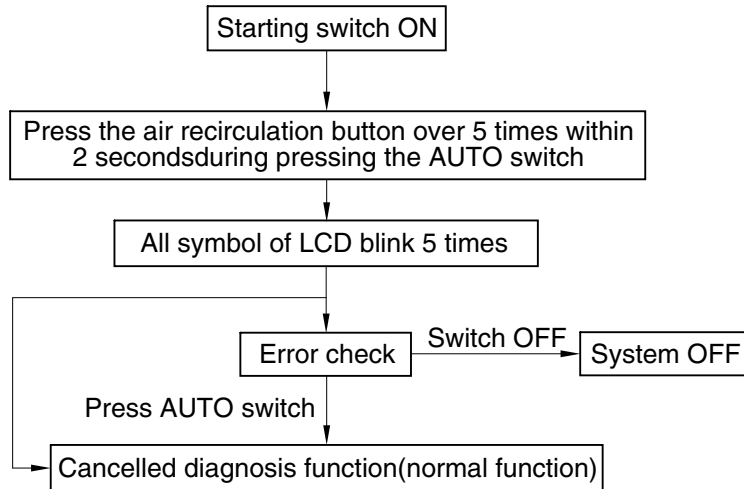 Starting switch ON
Press the air recirculation button over 5 times within
2 secondsduring pressing the AUTO switch
All symbol of LCD blink 5 times
Error check
Switch OFF
System OFF
Press AUTO switch
Cancelled diagnosis function(normal function)